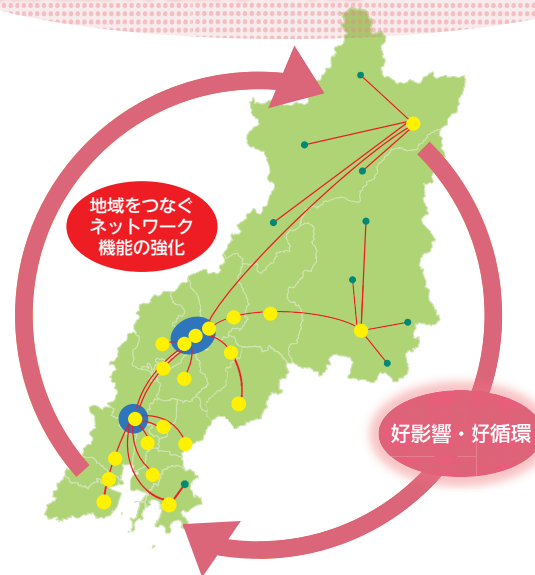 地域をつなぐ
ネットワーク
機能の強化
好影響・好循環